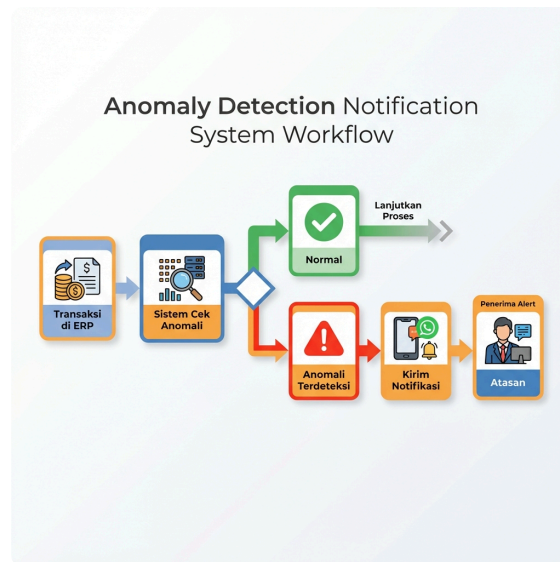 Anomaly Detection Notification
System Workflow
Transaksi
di ERP
$
Sistem Cek
Anomali
Normal
Lanjutkan
Proses
Anomali
Terdeteksi
Kirim
Notifikasi
Penerima Alert
Atasan